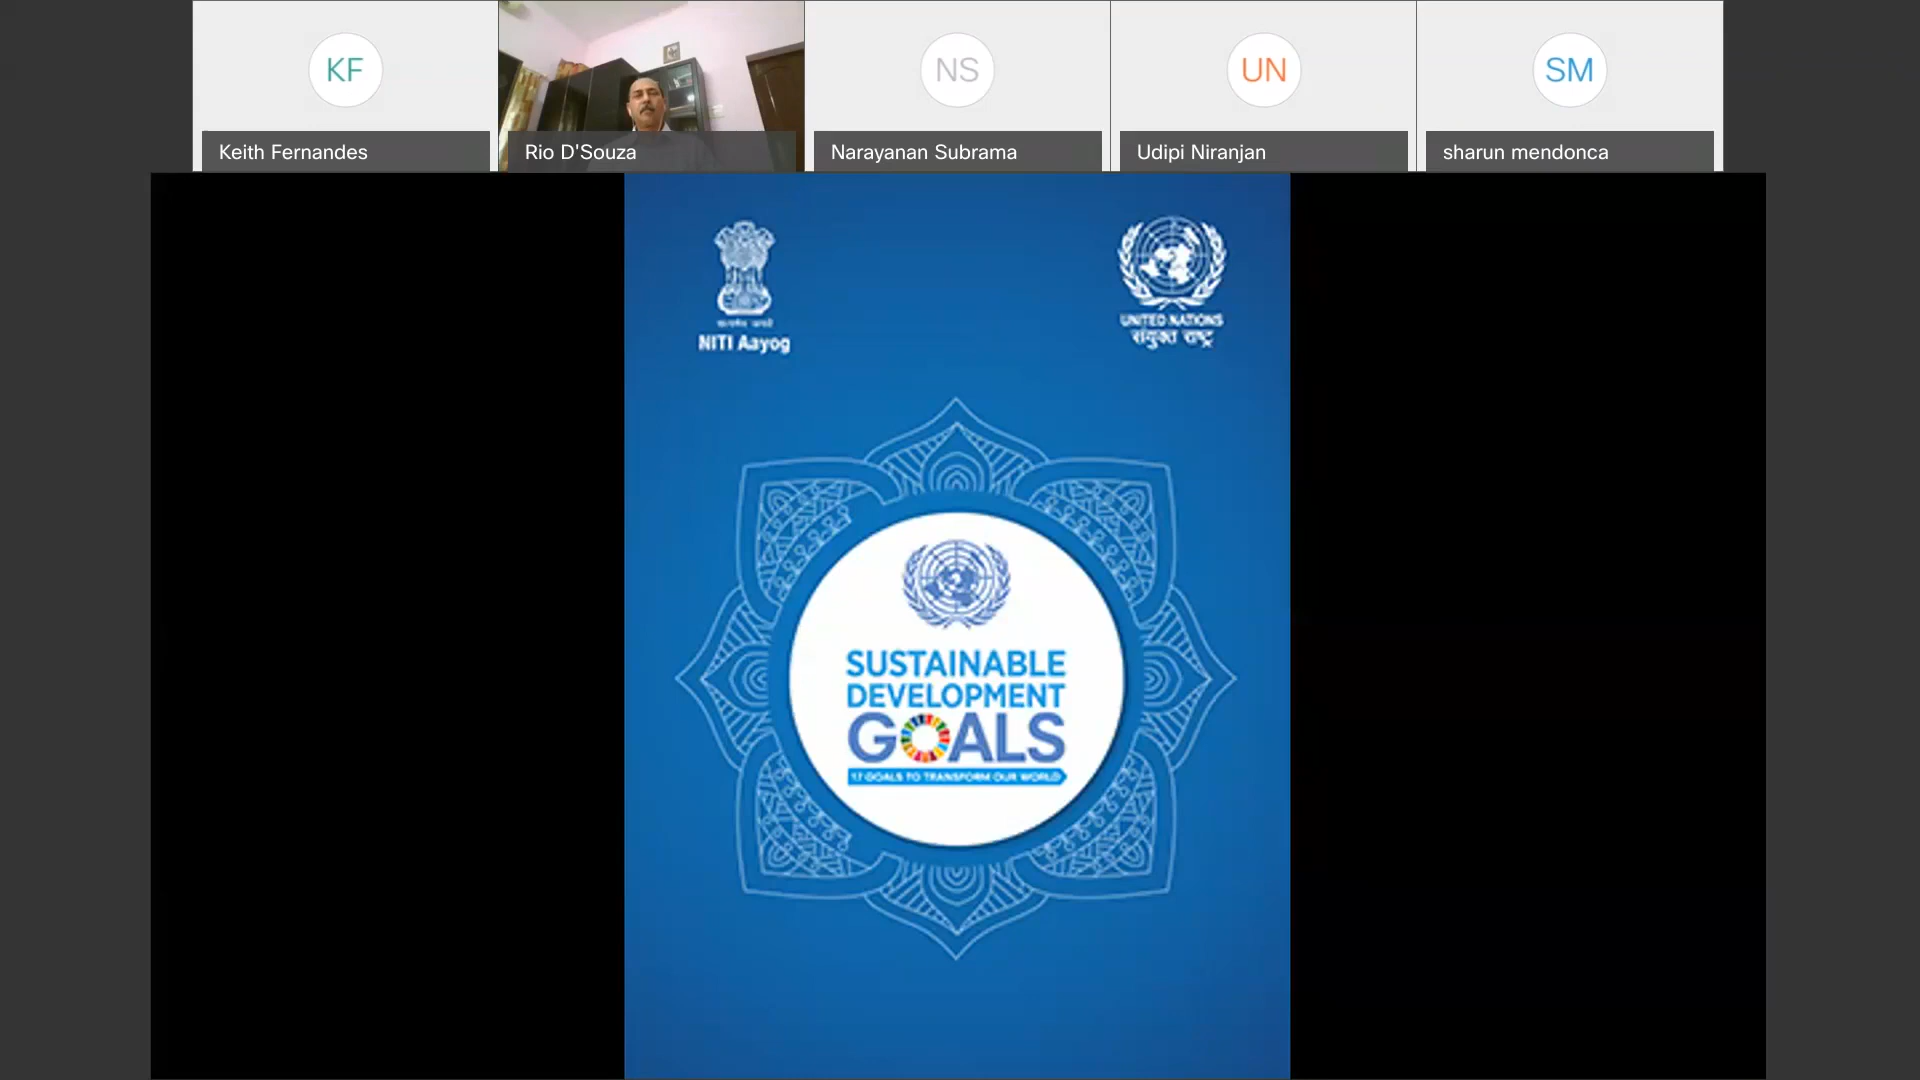 KF
NS
UN
SM
Keith Fernandes
Rio D'Souza
Narayanan Subrama
Udipi Niranjan
sharun mendonca
NITI Aayog
UNITED NATIONS
संयुक्त राष्ट्र
SUSTAINABLE
DEVELOPMENT
GOALS
17 GOALS TO TRANSFORM OUR WORLD